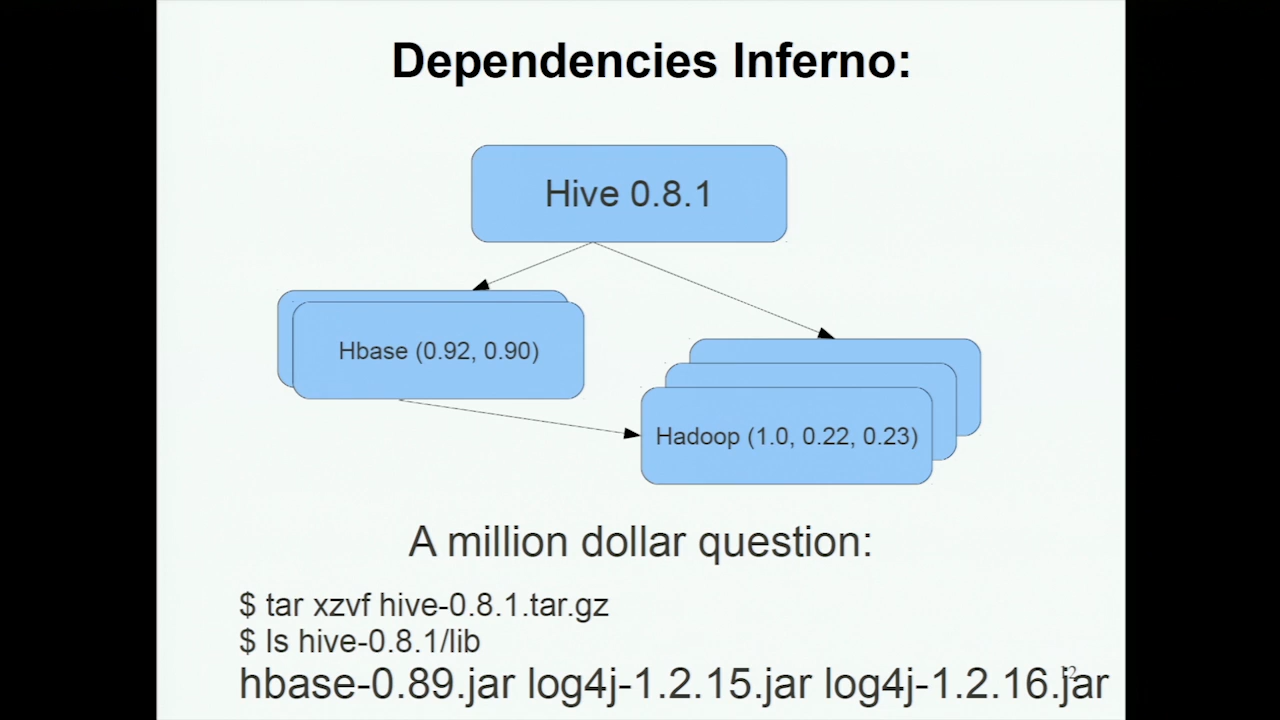 Dependencies Inferno:
Hive 0.8.1
Hbase (0.92, 0.90)
Hadoop (1.0, 0.22, 0.23)
A million dollar question:
$ tar xzvf hive-0.8.1.tar.gz
$ ls hive-0.8.1/lib
hbase-0.89.jar log4j-1.2.15.jar log4j-1.2.16.jar
12